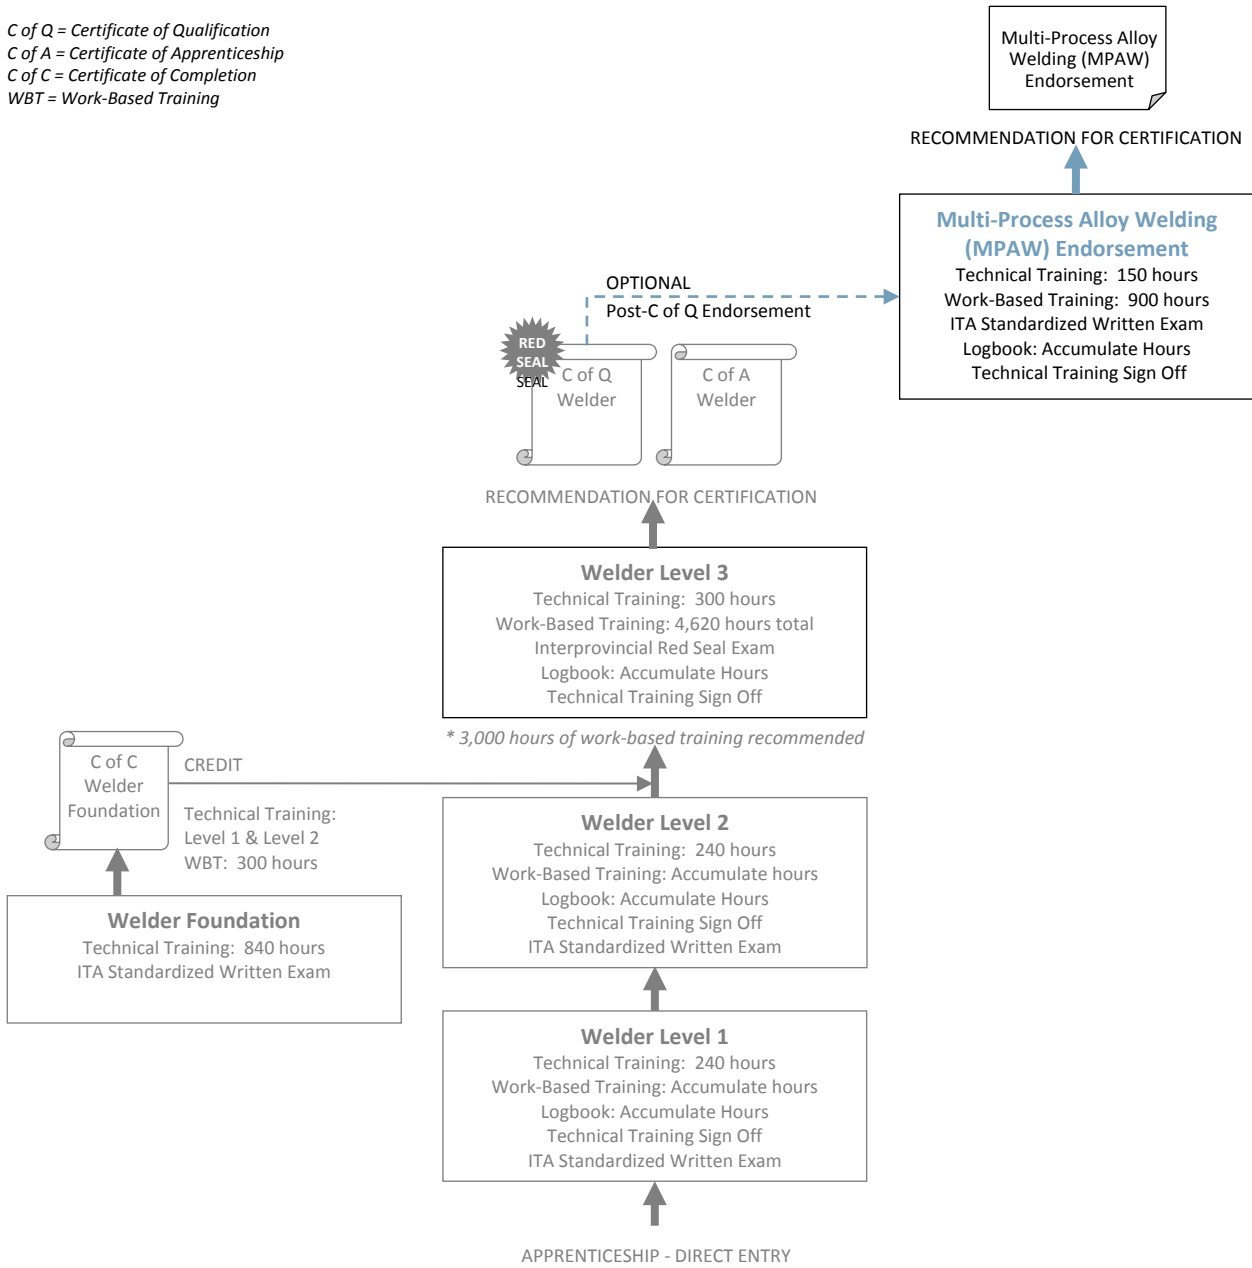 C of Q = Certificate of Qualification
C of A = Certificate of Apprenticeship
C of C = Certificate of Completion
WBT = Work-Based Training
Multi-Process Alloy
Welding (MPAW)
Endorsement
RECOMMENDATION FOR CERTIFICATION
Multi-Process Alloy Welding
(MPAW) Endorsement
Technical Training: 150 hours
Work-Based Training: 900 hours
ITA Standardized Written Exam
Logbook: Accumulate Hours
Technical Training Sign Off
OPTIONAL
Post-C of Q Endorsement
RED
SEAL
SEAL
C of Q
Welder
C of A
Welder
RECOMMENDATION FOR CERTIFICATION
Welder Level 3
Technical Training: 300 hours
Work-Based Training: 4,620 hours total
Interprovincial Red Seal Exam
Logbook: Accumulate Hours
Technical Training Sign Off
* 3,000 hours of work-based training recommended
C of C
Welder
Foundation
CREDIT
Technical Training:
Level 1 & Level 2
WBT: 300 hours
Welder Foundation
Technical Training: 840 hours
ITA Standardized Written Exam
Welder Level 2
Technical Training: 240 hours
Work-Based Training: Accumulate hours
Logbook: Accumulate Hours
Technical Training Sign Off
ITA Standardized Written Exam
Welder Level 1
Technical Training: 240 hours
Work-Based Training: Accumulate hours
Logbook: Accumulate Hours
Technical Training Sign Off
ITA Standardized Written Exam
APPRENTICESHIP - DIRECT ENTRY